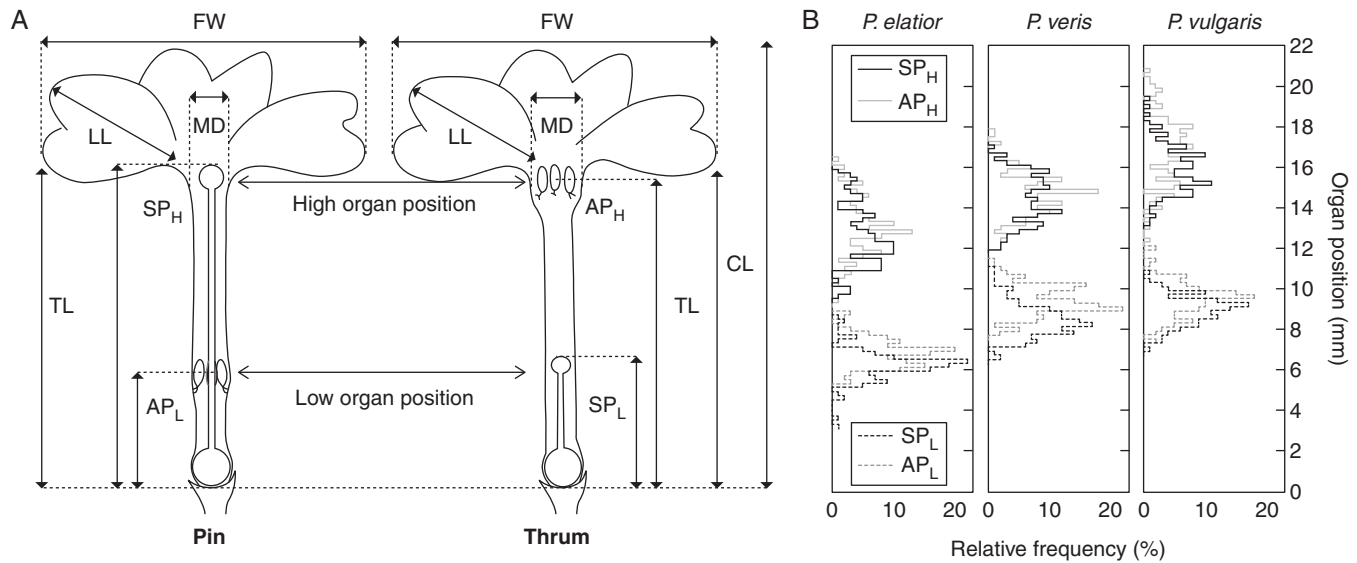 A
FW
FW
LL
MD
LL
MD
SP_H
High organ position
AP_H
TL
TL
CL
AP_L
Low organ position
SP_L
Pin
Thrum
B
P. elatior
P. veris
P. vulgaris
SP_H
AP_H
SP_L
AP_L
22
20
18
16
14
12
10
8
6
4
2
0
Organ position (mm)
0 10 20 0 10 20 0 10 20
Relative frequency (%)